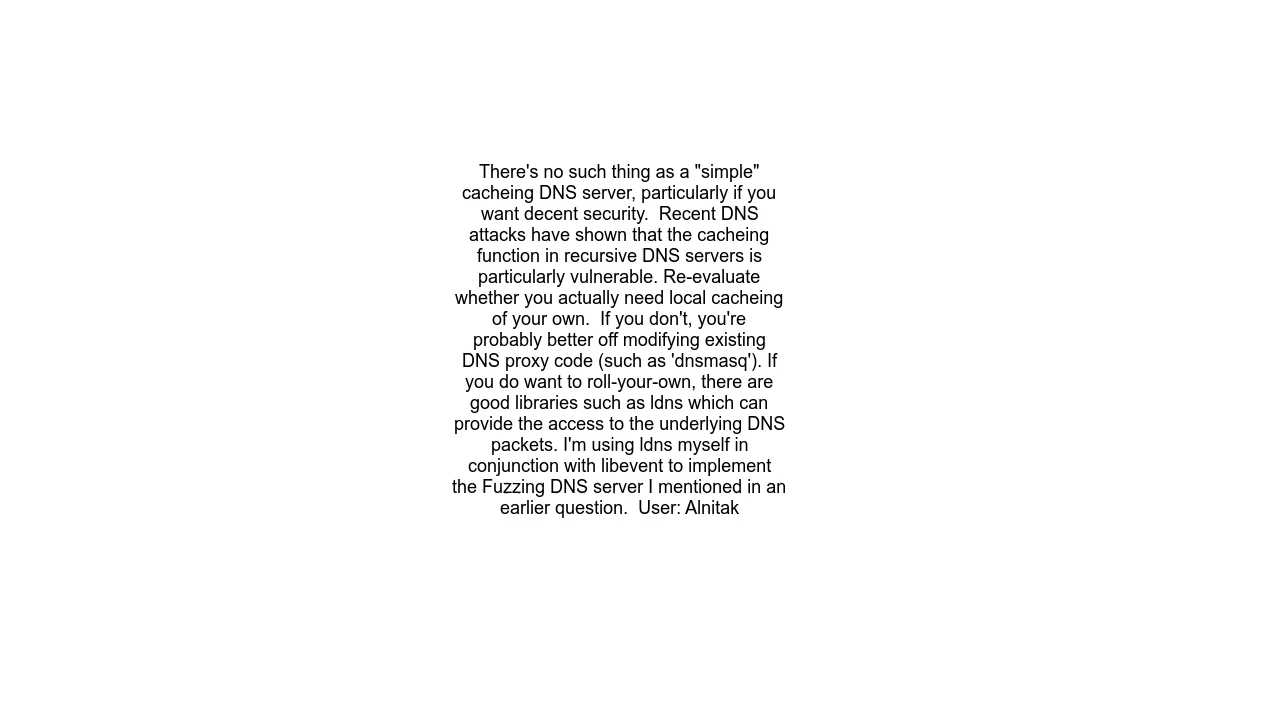 There's no such thing as a "simple"
cacheing DNS server, particularly if you
want decent security.  Recent DNS
attacks have shown that the cacheing
function in recursive DNS servers is
particularly vulnerable. Re-evaluate
whether you actually need local cacheing
of your own.  If you don't, you're
probably better off modifying existing
DNS proxy code (such as 'dnsmasq'). If
you do want to roll-your-own, there are
good libraries such as ldns which can
provide the access to the underlying DNS
packets. I'm using ldns myself in
conjunction with libevent to implement
the Fuzzing DNS server I mentioned in an
earlier question.  User: Alnitak